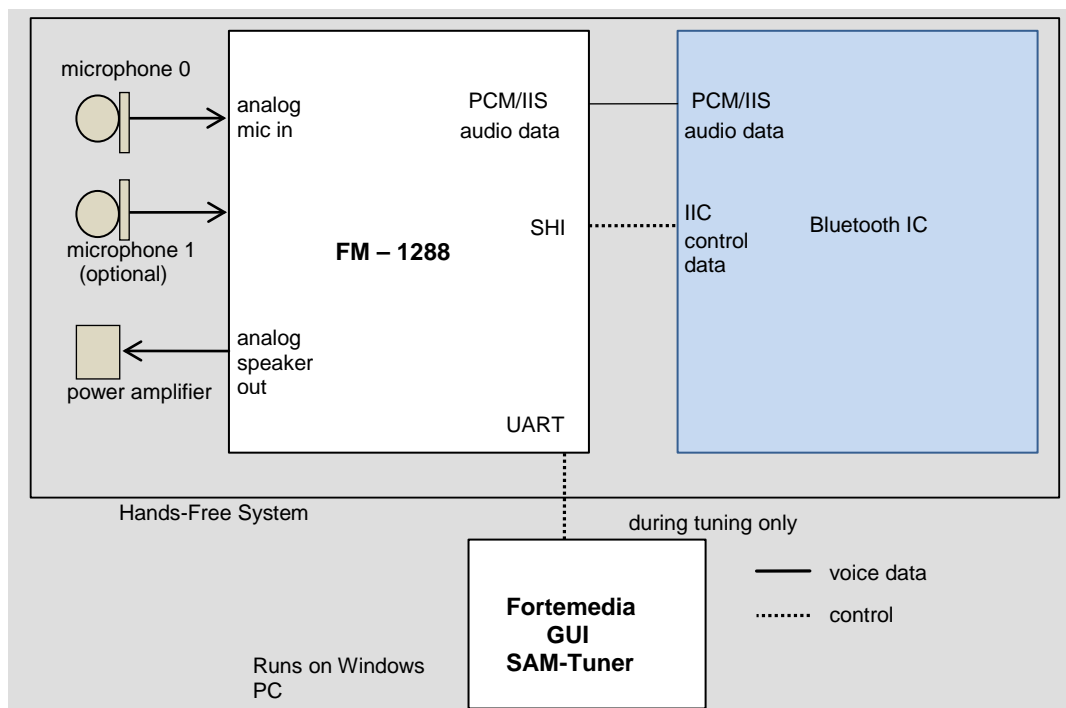 microphone 0
analog
mic in
PCM/IIS
audio data
PCM/IIS
audio data
microphone 1
(optional)
SHI
IIC
control
data
Bluetooth IC
FM – 1288
analog
speaker
out
power amplifier
UART
Hands-Free System
during tuning only
Fortemedia
GUI
SAM-Tuner
voice data
control
Runs on Windows
PC